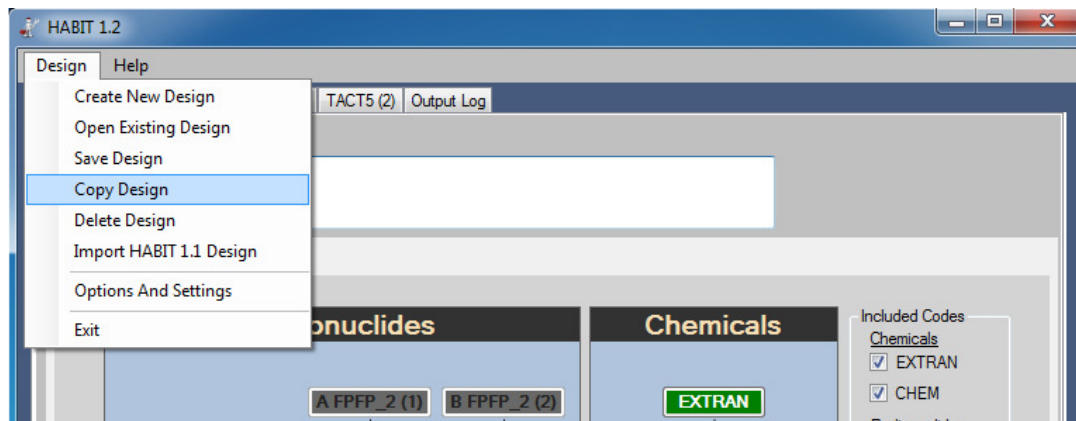 HABIT 1.2
Design Help
Create New Design
Open Existing Design
Save Design
Copy Design
Delete Design
Import HABIT 1.1 Design
Options And Settings
Exit
TACT5 (2) Output Log
onuclides
Chemicals
A FPFP_2 (1) B FPFP_2 (2)
EXTRAN
Included Codes
Chemicals
EXTRAN
CHEM